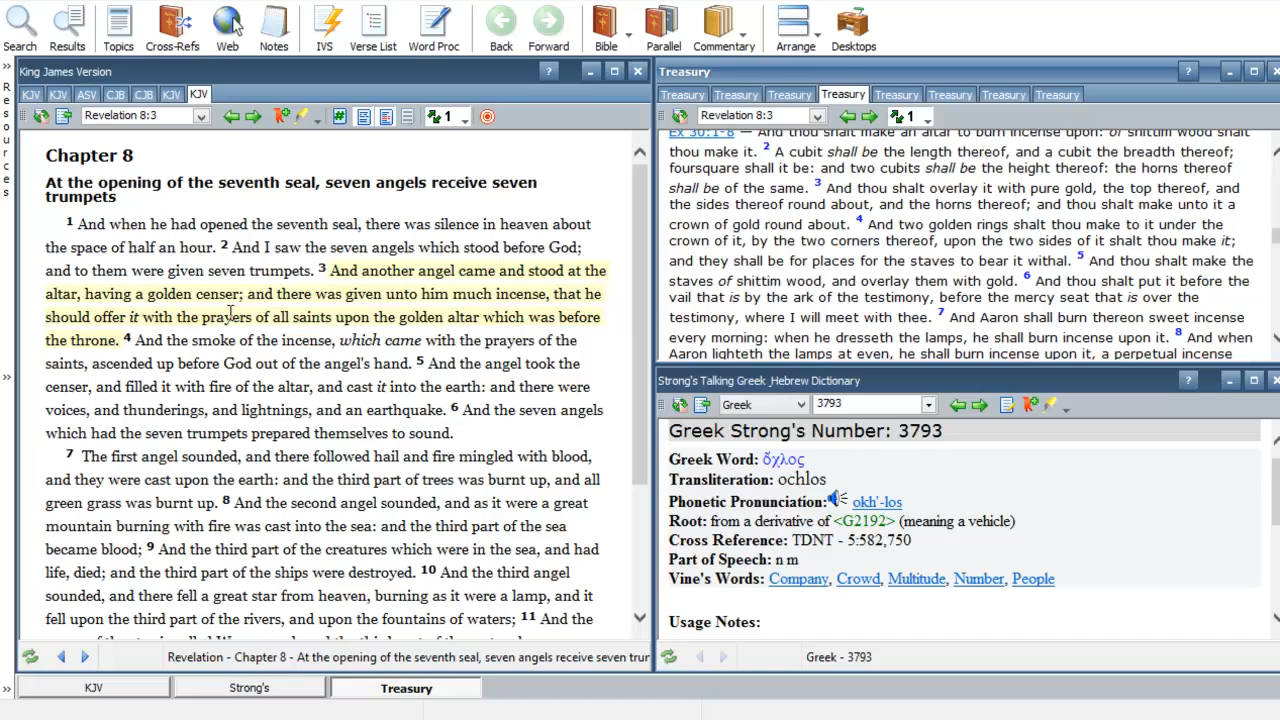 Search Results Topics Cross-Refs Web Notes IVS Verse List Word Proc Back Forward Bible Parallel Commentary Arrange Desktops
»
Resources
»
»
King James Version ?
KJV KJV ASV CJB CJB KJV KJV
Revelation 8:3 # 1
Chapter 8
At the opening of the seventh seal, seven angels receive seven
trumpets
1 And when he had opened the seventh seal, there was silence in heaven about
the space of half an hour. 2 And I saw the seven angels which stood before God;
and to them were given seven trumpets. 3 And another angel came and stood at the
altar, having a golden censer; and there was given unto him much incense, that he
should offer it with the prayers of all saints upon the golden altar which was before
the throne. 4 And the smoke of the incense, which came with the prayers of the
saints, ascended up before God out of the angel's hand. 5 And the angel took the
censer, and filled it with fire of the altar, and cast it into the earth: and there were
voices, and thunderings, and lightnings, and an earthquake. 6 And the seven angels
which had the seven trumpets prepared themselves to sound.
7 The first angel sounded, and there followed hail and fire mingled with blood,
and they were cast upon the earth: and the third part of trees was burnt up, and all
green grass was burnt up. 8 And the second angel sounded, and as it were a great
mountain burning with fire was cast into the sea: and the third part of the sea
became blood; 9 And the third part of the creatures which were in the sea, and had
life, died; and the third part of the ships were destroyed. 10 And the third angel
sounded, and there fell a great star from heaven, burning as it were a lamp, and it
fell upon the third part of the rivers, and upon the fountains of waters; 11 And the
Revelation - Chapter 8 - At the opening of the seventh seal, seven angels receive seven trur
Treasury ?
Treasury Treasury Treasury Treasury Treasury Treasury Treasury Treasury
Revelation 8:3 1
Ex 30:1-8 — And thou shalt make an altar to burn incense upon: of shittim wood shalt
thou make it. 2 A cubit shall be the length thereof, and a cubit the breadth thereof;
foursquare shall it be: and two cubits shall be the height thereof: the horns thereof
shall be of the same. 3 And thou shalt overlay it with pure gold, the top thereof, and
the sides thereof round about, and the horns thereof; and thou shalt make unto it a
crown of gold round about. 4 And two golden rings shalt thou make to it under the
crown of it, by the two corners thereof, upon the two sides of it shalt thou make it;
and they shall be for places for the staves to bear it withal. 5 And thou shalt make the
staves of shittim wood, and overlay them with gold. 6 And thou shalt put it before the
vail that is by the ark of the testimony, before the mercy seat that is over the
testimony, where I will meet with thee. 7 And Aaron shall burn thereon sweet incense
every morning: when he dresseth the lamps, he shall burn incense upon it. 8 And when
Aaron lighteth the lamps at even, he shall burn incense upon it, a perpetual incense
Strong's Talking Greek Hebrew Dictionary ?
Greek 3793
Greek Strong's Number: 3793
Greek Word: ὄχλος
Transliteration: ochlos
Phonetic Pronunciation: okh'-los
Root: from a derivative of <G2192> (meaning a vehicle)
Cross Reference: TDNT - 5:582,750
Part of Speech: n m
Vine's Words: Company, Crowd, Multitude, Number, People
Usage Notes:
Greek - 3793
» KJV Strong's Treasury